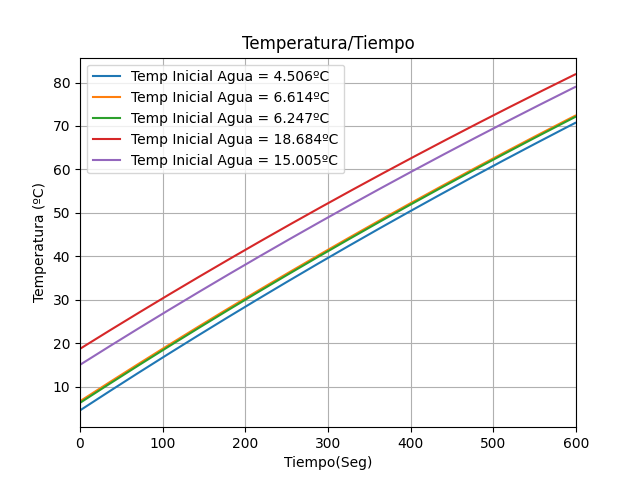 Temperatura/Tiempo
Temp Inicial Agua = 4.506ºC
Temp Inicial Agua = 6.614ºC
Temp Inicial Agua = 6.247ºC
Temp Inicial Agua = 18.684ºC
Temp Inicial Agua = 15.005ºC
Temperatura (ºC)
80
70
60
50
40
30
20
10
0 100 200 300 400 500 600
Tiempo(Seg)